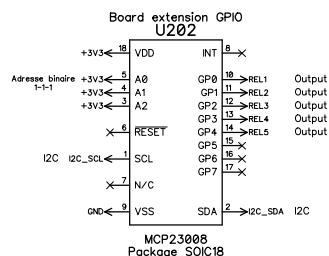 Board extension GPIO
U202
+3V3 18 VDD INT 8
Adresse binaire
1-1-1
+3V3 5 A0 GP0 10 REL1 Output
+3V3 4 A1 GP1 11 REL2 Output
+3V3 3 A2 GP2 12 REL3 Output
GP3 13 REL4 Output
6 RESET GP4 14 REL5 Output
GP5 15
I2C I2C_SCL 1 SCL GP6 16
GP7 17
7 N/C
GND 9 VSS SDA 2 I2C_SDA I2C
MCP23008
Package SOIC18